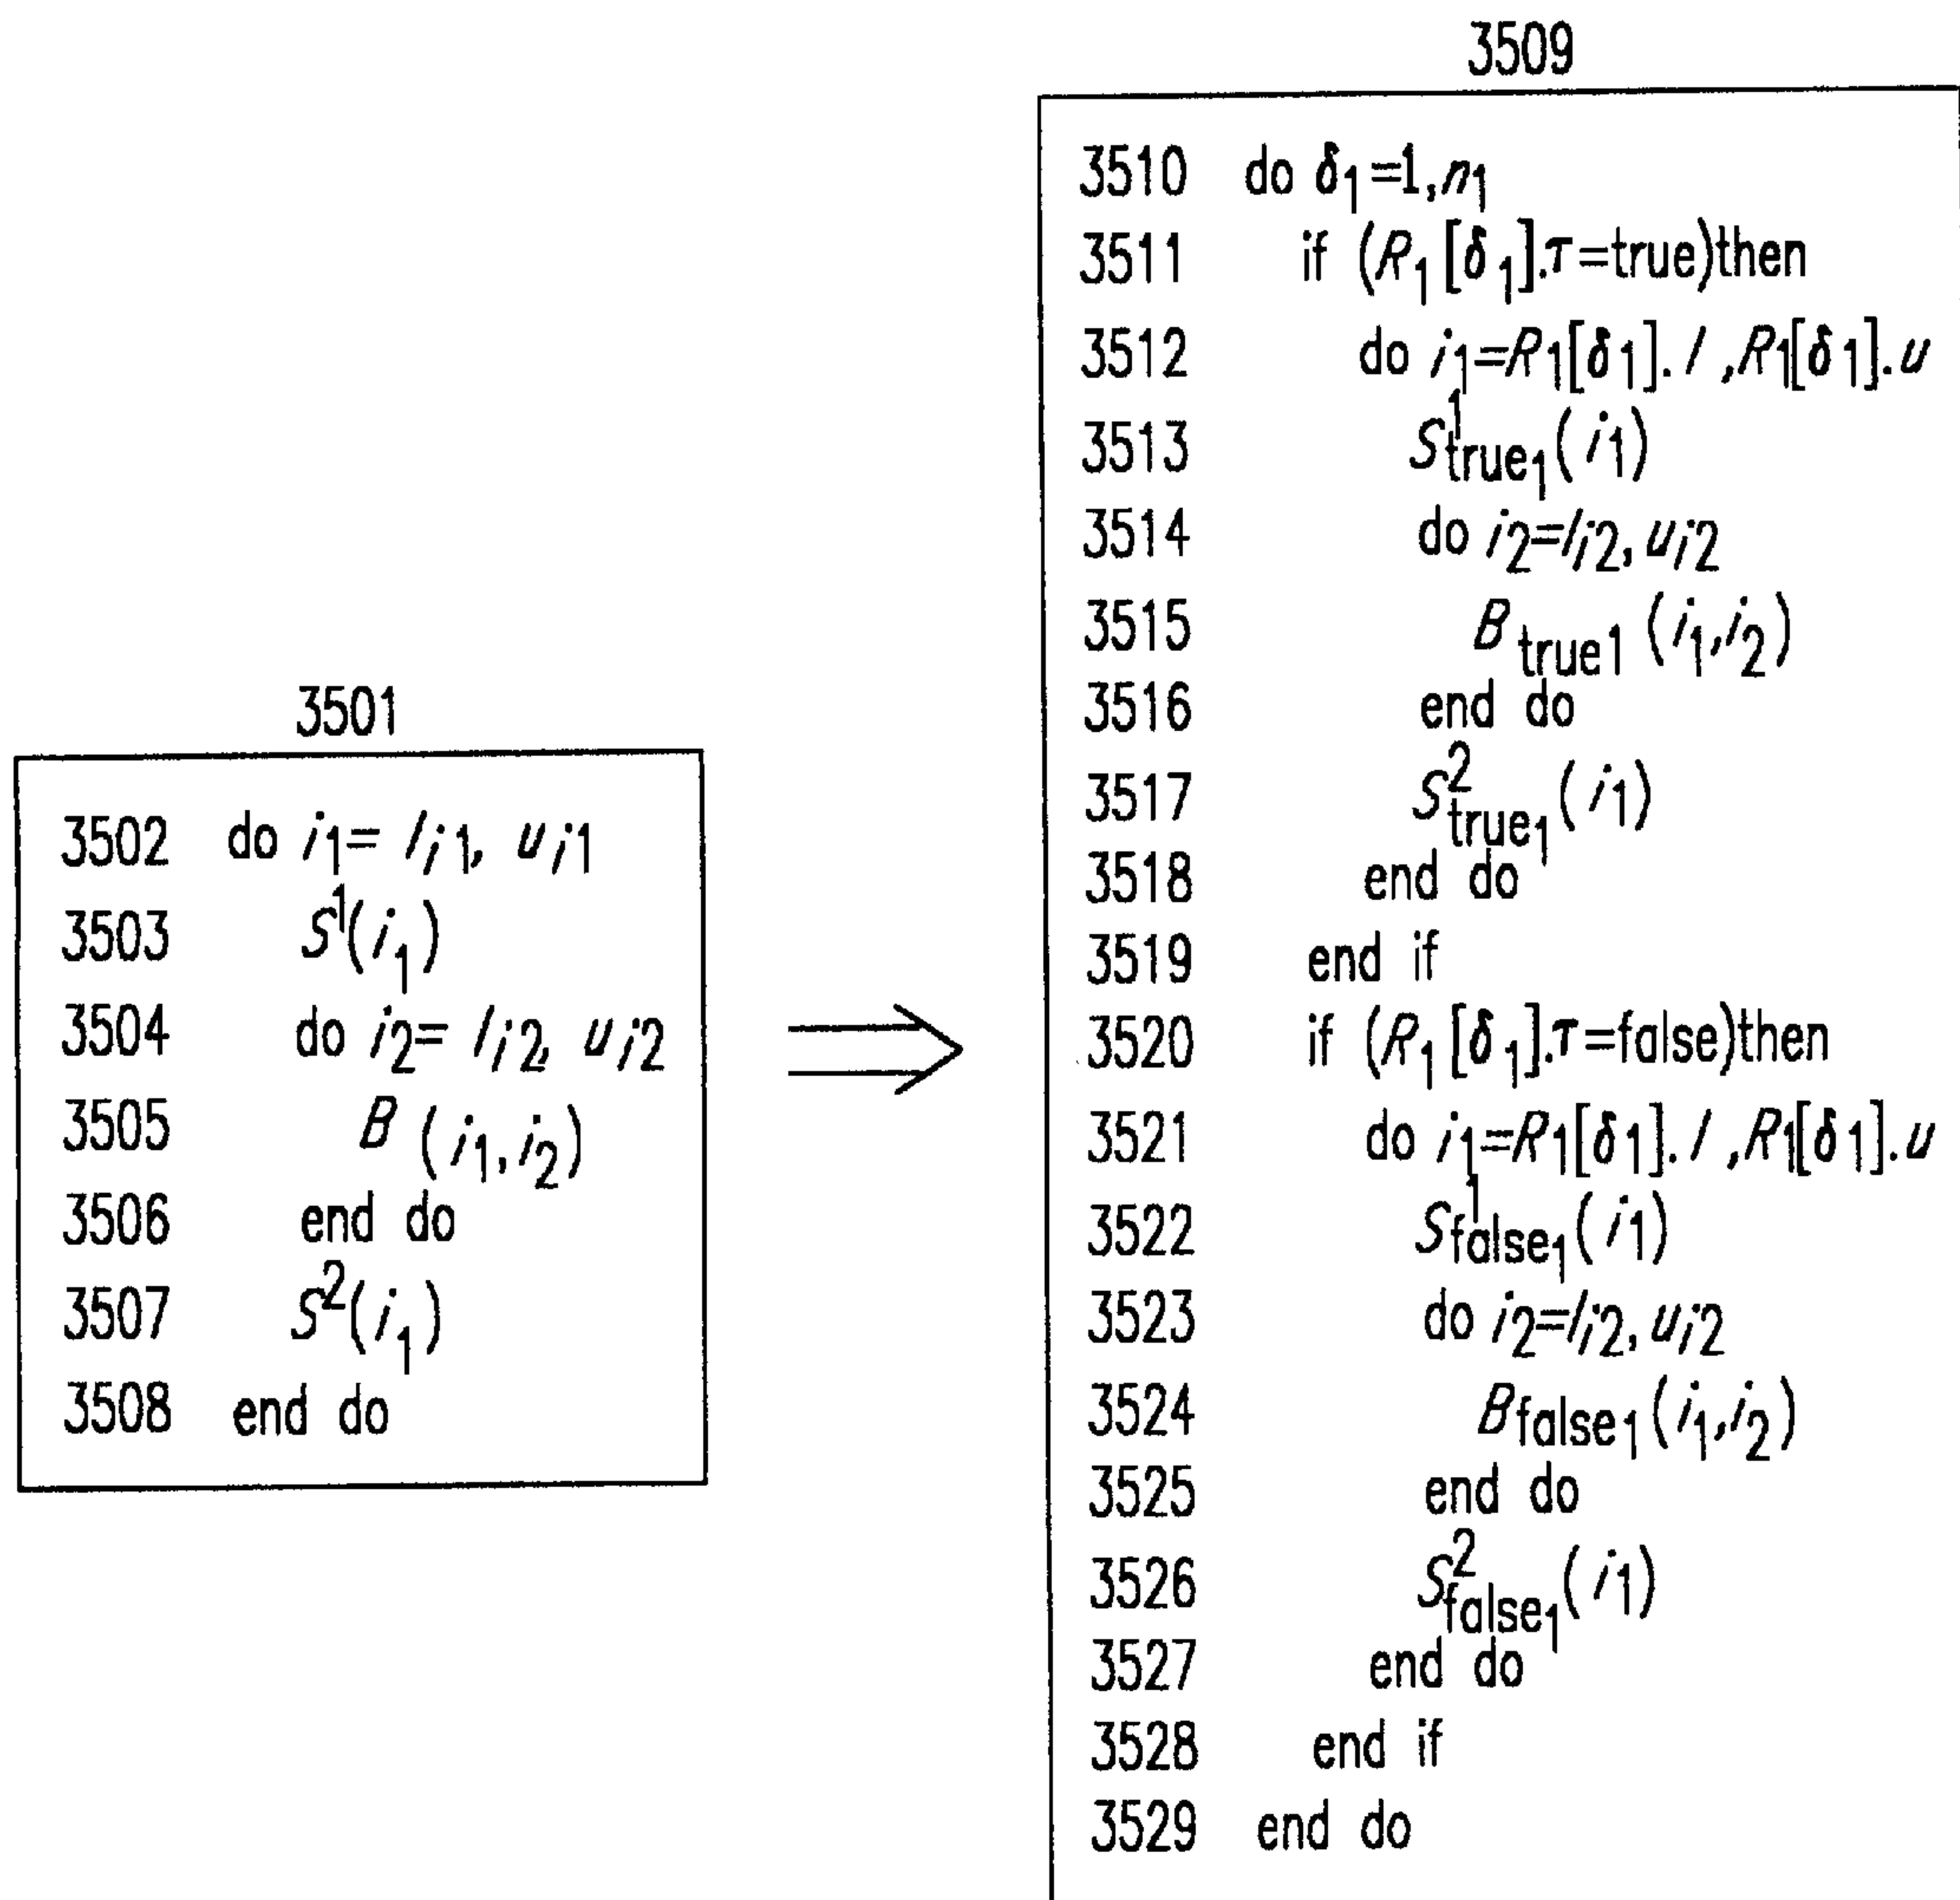 3501
3502 do i₁= lᵢ₁, uᵢ₁
3503 S¹(i₁)
3504 do i₂= lᵢ₂, uᵢ₂
3505 B (i₁,i₂)
3506 end do
3507 S²(i₁)
3508 end do
3509
3510 do δ₁=1,n₁
3511 if (R₁[δ₁].τ=true)then
3512 do i₁=R₁[δ₁].l ,R₁[δ₁].u
3513 S¹true₁(i₁)
3514 do i₂=lᵢ₂, uᵢ₂
3515 B true1 (i₁,i₂)
3516 end do
3517 S²true₁(i₁)
3518 end do
3519 end if
3520 if (R₁[δ₁].τ=false)then
3521 do i₁=R₁[δ₁].l ,R₁[δ₁].u
3522 S¹false₁(i₁)
3523 do i₂=lᵢ₂, uᵢ₂
3524 Bfalse₁(i₁,i₂)
3525 end do
3526 S²false₁(i₁)
3527 end do
3528 end if
3529 end do